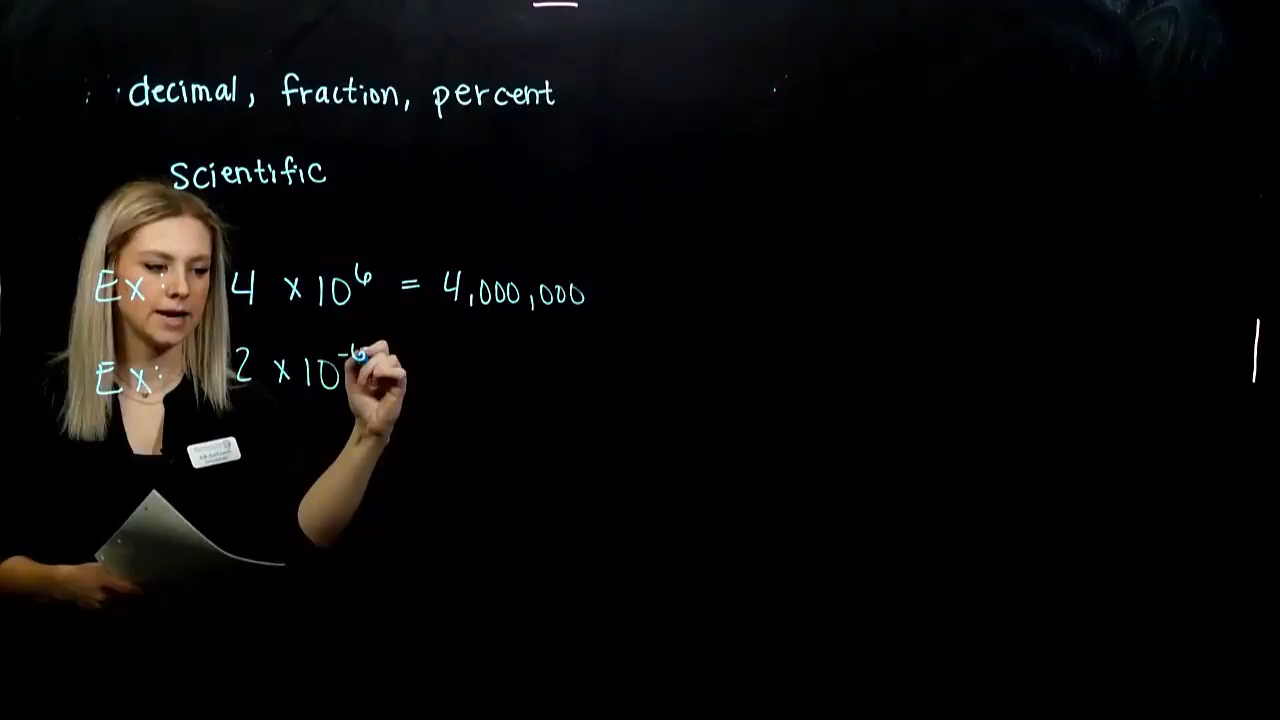 decimal, fraction, percent
Scientific
Ex: 4 x 10⁶ = 4,000,000
Ex: 2 x 10⁻⁶